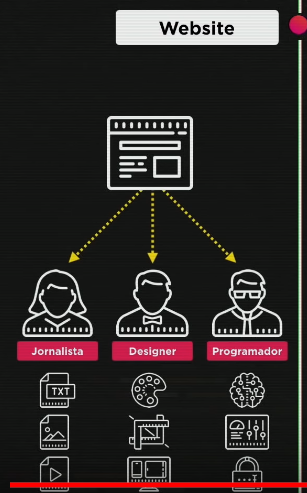 Website
Jornalista
Designer
Programador
TXT